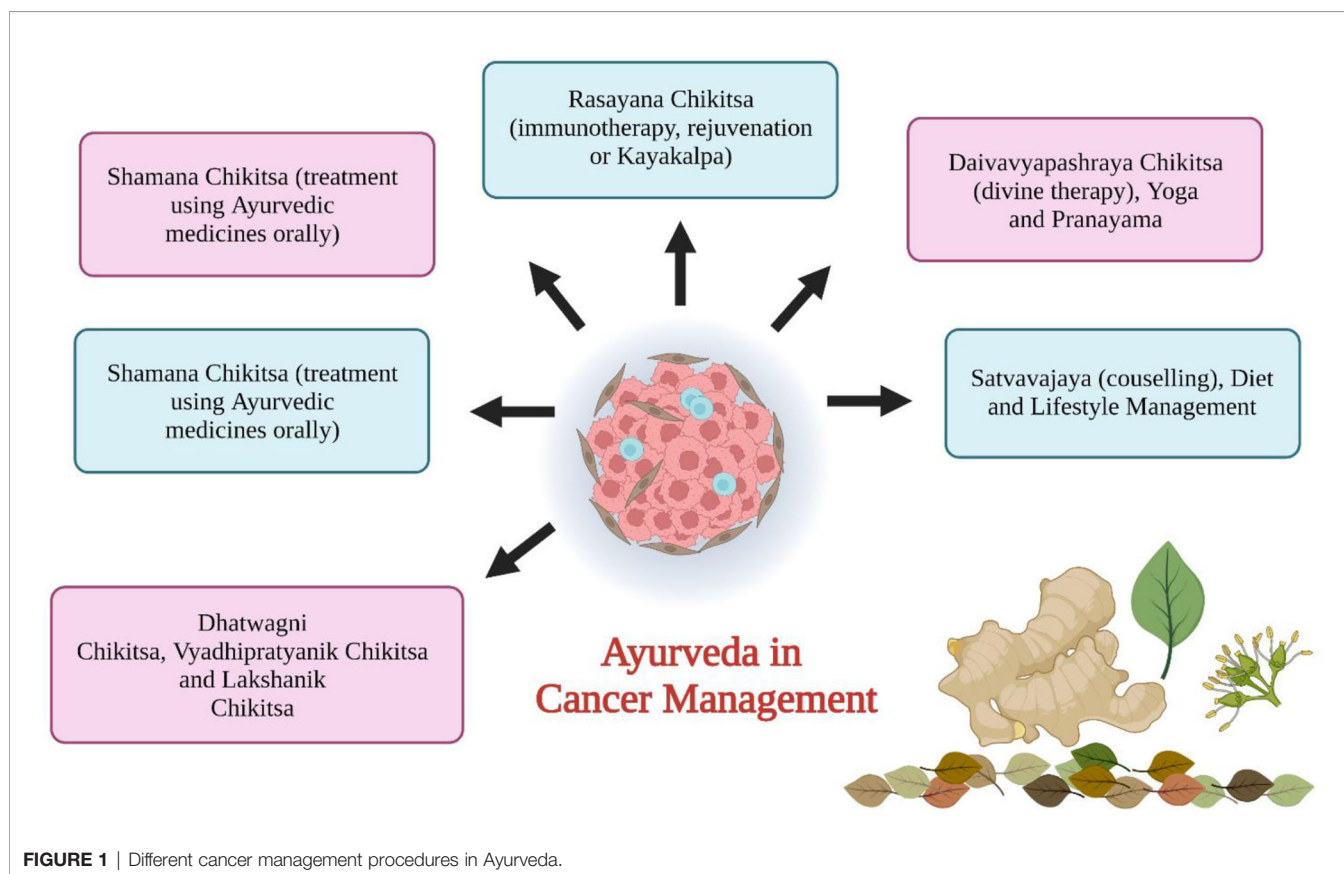 Rasayana Chikitsa
(immunotherapy, rejuvenation
or Kayakalpa)
Shamana Chikitsa (treatment
using Ayurvedic
medicines orally)
Daivavyapashraya Chikitsa
(divine therapy), Yoga
and Pranayama
Shamana Chikitsa (treatment
using Ayurvedic
medicines orally)
Satvavajaya (couselling), Diet
and Lifestyle Management
Dhatwagni
Chikitsa, Vyadhipratyanik Chikitsa
and Lakshanik
Chikitsa
Ayurveda in
Cancer Management
FIGURE 1 | Different cancer management procedures in Ayurveda.